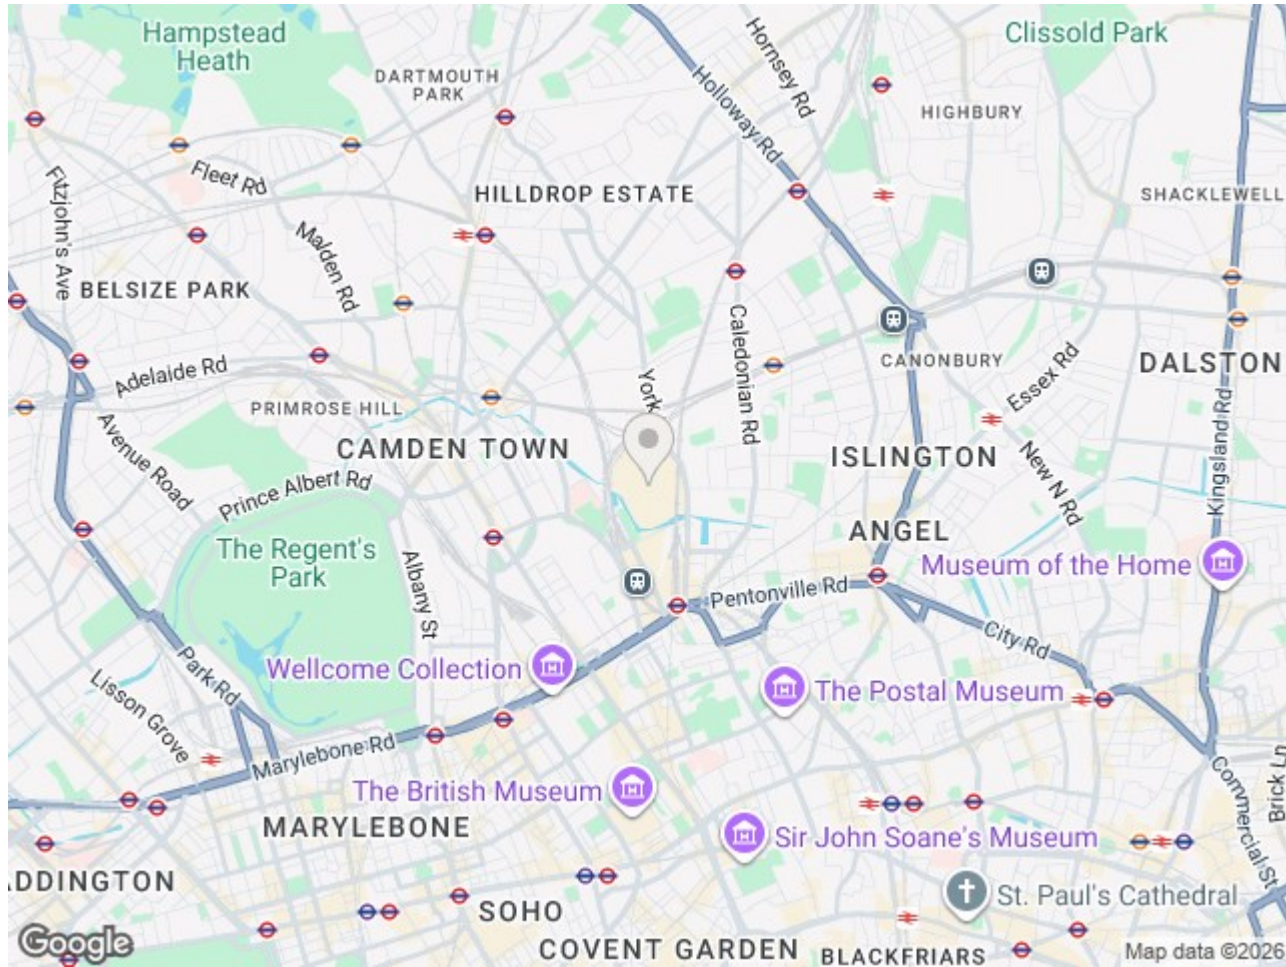 Hampstead
Heath
Clissold Park
DARTMOUTH
PARK
Hornsey Rd
Holloway Rd
HIGHBURY
Fleet Rd
HILLDROP ESTATE
SHACKLEWELL
Fitzjohn's Ave
Malden Rd
BELSIZE PARK
Caledonian Rd
CANONBURY
DALSTON
Adelaide Rd
Essex Rd
York
PRIMROSE HILL
Avenue Road
CAMDEN TOWN
ISLINGTON
Kingsland Rd
Prince Albert Rd
New N Rd
ANGEL
The Regent's
Park
Albany St
Museum of the Home
Pentonville Rd
City Rd
Wellcome Collection
Park Rd
The Postal Museum
Lisson Grove
Marylebone Rd
The British Museum
Commercial St
Brick Ln
MARYLEBONE
Sir John Soane's Museum
ADDINGTON
St. Paul's Cathedral
SOHO
Google
COVENT GARDEN
BLACKFRIARS
Map data ©2026